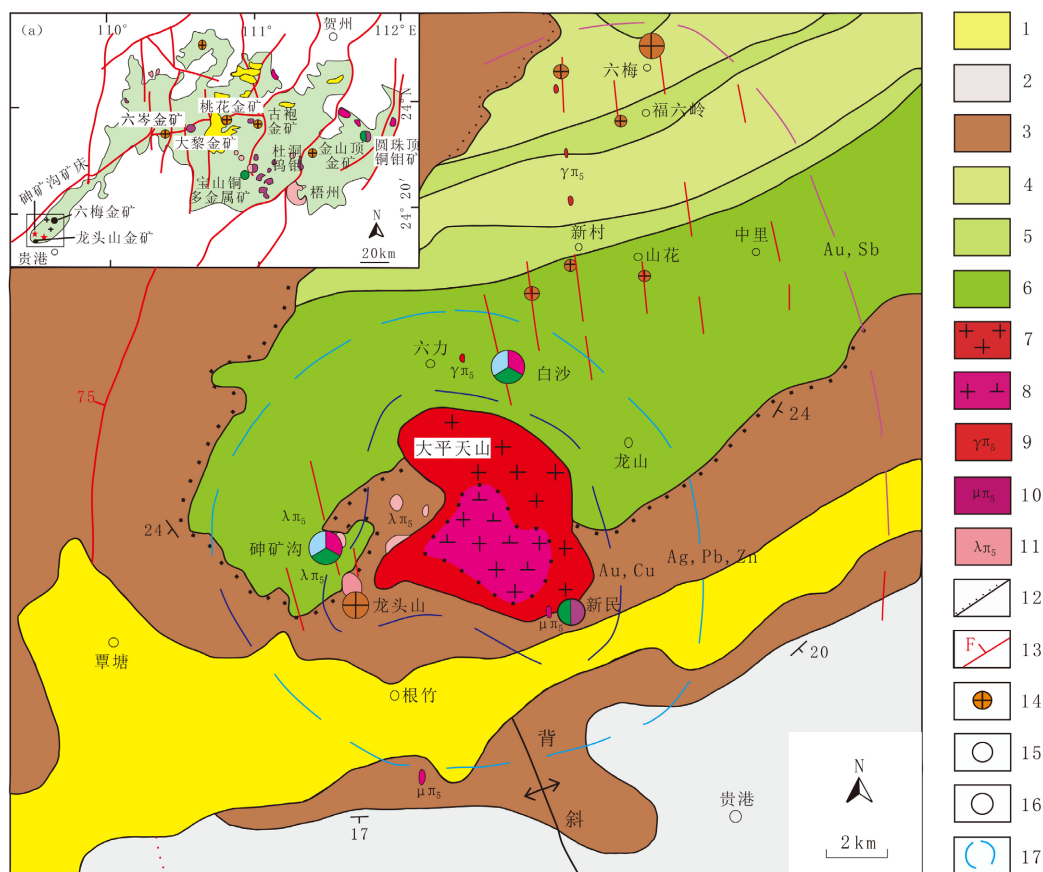 (a)
110°
111°
112°E
贺州
24°N
24°20′
桃花金矿
六岑金矿
古袍
金矿
大黎金矿
杜洞
钨钼
金山顶
金矿
圆珠顶
铜钼矿
宝山铜
多金属矿
梧州
砷矿沟矿床
六梅金矿
龙头山金矿
贵港
N
20km
六梅
福六岭
γπ5
新村
山花
中里
Au,Sb
六力
γπ5
白沙
75
24
大平天山
龙山
24
λπ5
λπ5
砷矿沟
λπ5
Au,Cu
Ag,Pb,Zn
龙头山
新民
μπ5
覃塘
20
根竹
背
斜
μπ5
17
贵港
N
2km
1
2
3
4
5
6
7
8
γπ5
9
μπ5
10
λπ5
11
12
F
13
14
15
16
17